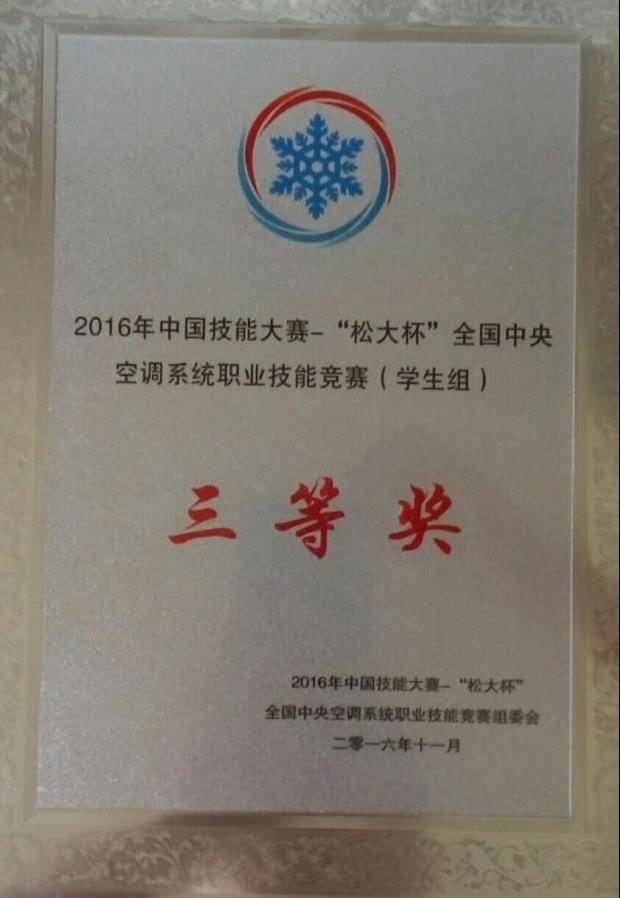 2016年中国技能大赛-“松大杯”全国中央
空调系统职业技能竞赛（学生组）
三等奖
2016年中国技能大赛-“松大杯”
全国中央空调系统职业技能竞赛组委会
二零一六年十一月